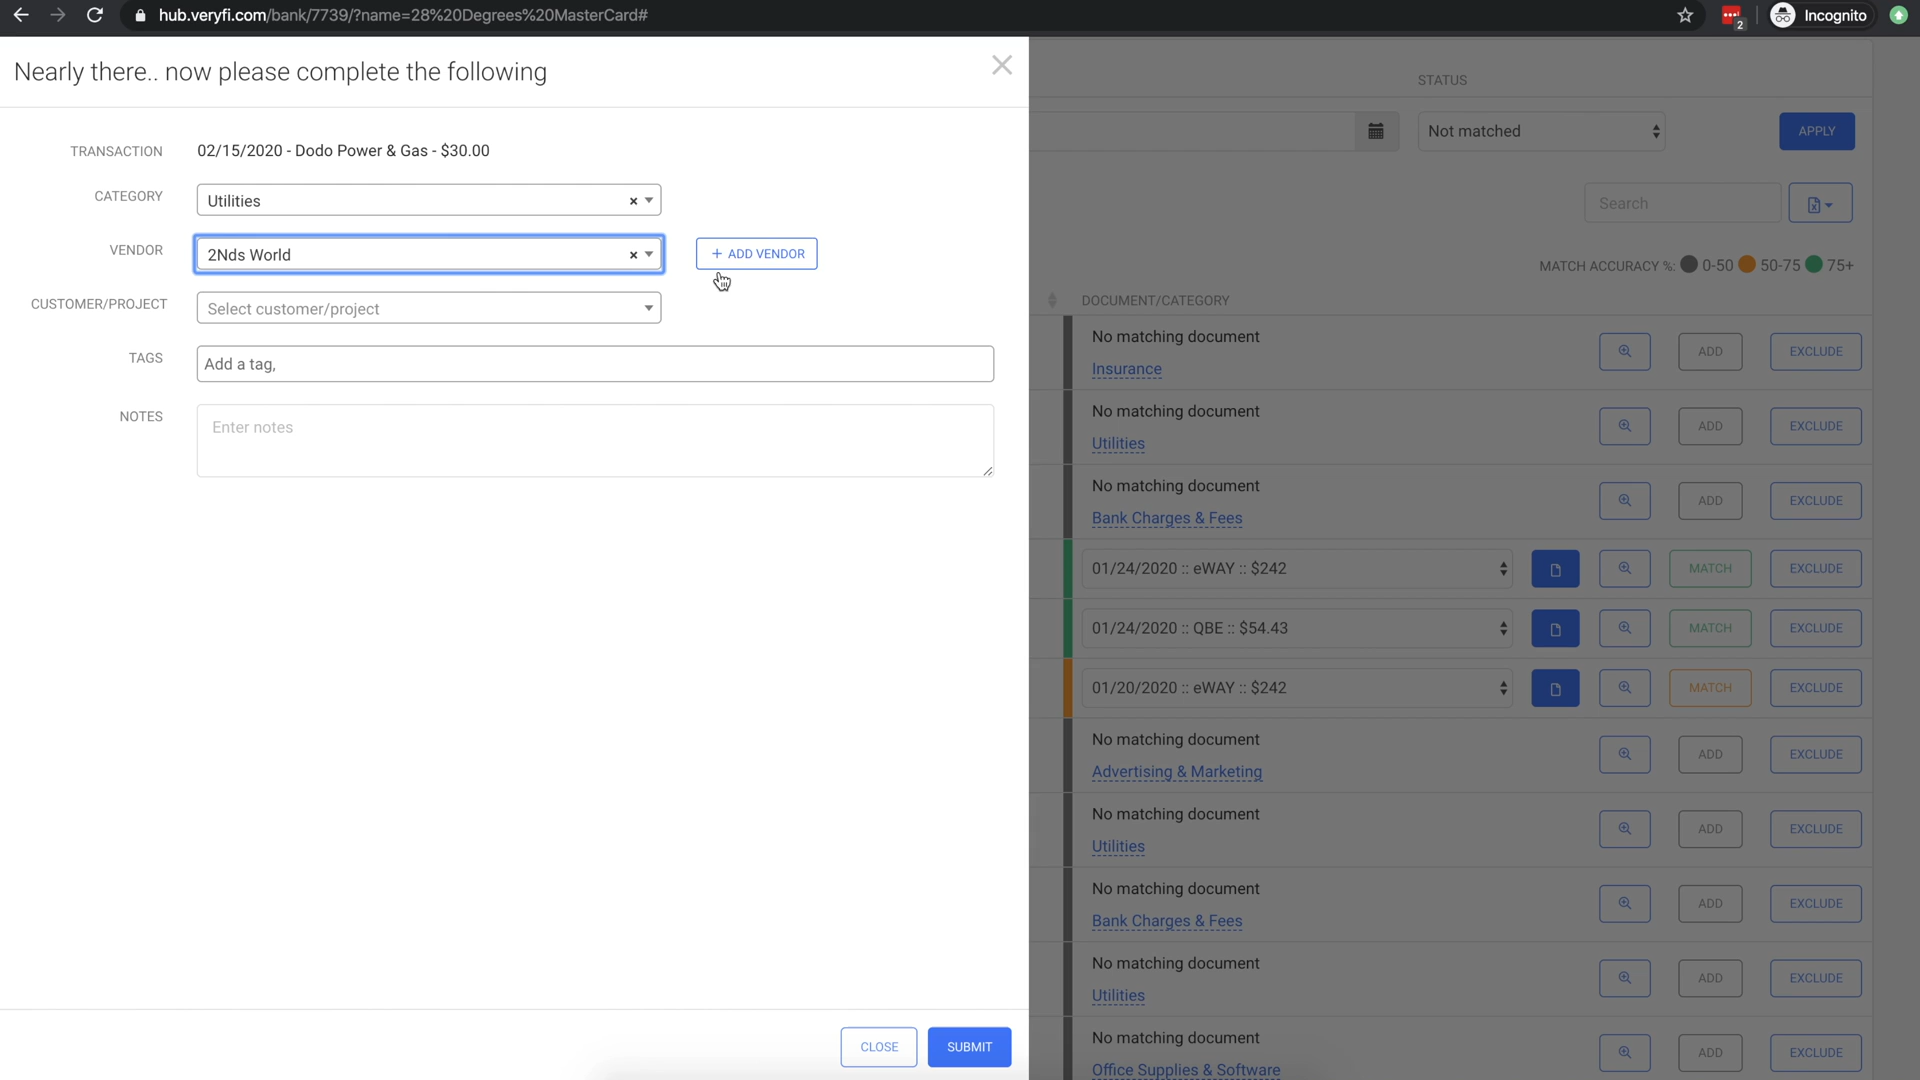 hub.veryfi.com/bank/7739/?name=28%20Degrees%20MasterCard#
2
Incognito
Nearly there.. now please complete the following
TRANSACTION
02/15/2020 - Dodo Power & Gas - $30.00
CATEGORY
Utilities
VENDOR
2Nds World
+ ADD VENDOR
CUSTOMER/PROJECT
Select customer/project
TAGS
Add a tag,
NOTES
Enter notes
CLOSE
SUBMIT
STATUS
Not matched
APPLY
Search
MATCH ACCURACY %: 0-50 50-75 75+
DOCUMENT/CATEGORY
No matching document
Insurance
ADD
EXCLUDE
No matching document
Utilities
ADD
EXCLUDE
No matching document
Bank Charges & Fees
ADD
EXCLUDE
01/24/2020 :: eWAY :: $242
MATCH
EXCLUDE
01/24/2020 :: QBE :: $54.43
MATCH
EXCLUDE
01/20/2020 :: eWAY :: $242
MATCH
EXCLUDE
No matching document
Advertising & Marketing
ADD
EXCLUDE
No matching document
Utilities
ADD
EXCLUDE
No matching document
Bank Charges & Fees
ADD
EXCLUDE
No matching document
Utilities
ADD
EXCLUDE
No matching document
Office Supplies & Software
ADD
EXCLUDE